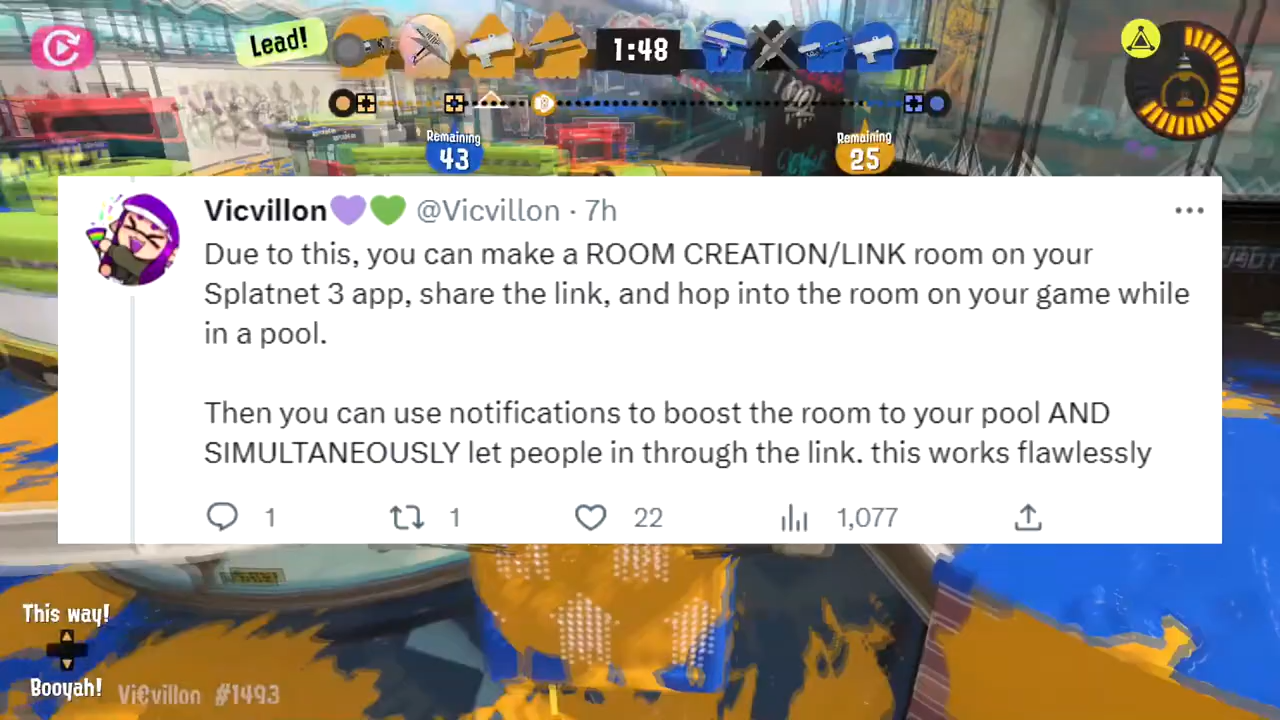 Lead!
1:48
Remaining
43
Remaining
25
Vicvillon💜💚 @Vicvillon · 7h
Due to this, you can make a ROOM CREATION/LINK room on your
Splatnet 3 app, share the link, and hop into the room on your game while
in a pool.
Then you can use notifications to boost the room to your pool AND
SIMULTANEOUSLY let people in through the link. this works flawlessly
1 1 22 1,077
This way!
Booyah!
Vi€villon #1493